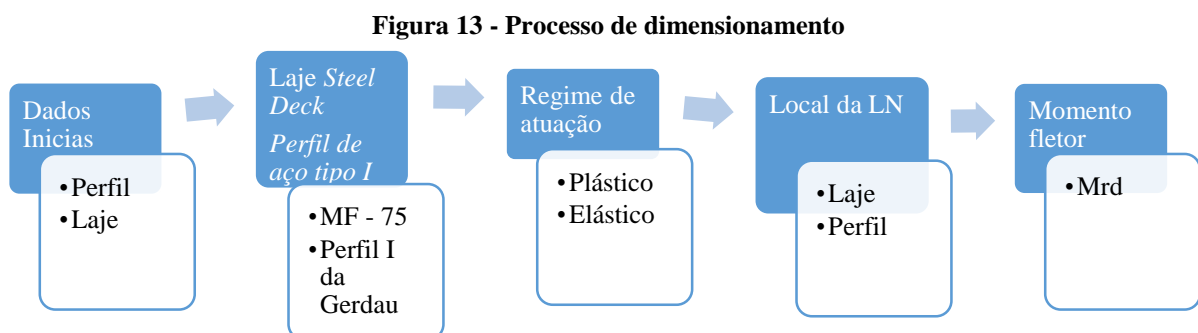 Figura 13 - Processo de dimensionamento
Dados
Inicias
•Perfil
•Laje
Laje Steel
Deck
Perfil de
aço tipo I
•MF - 75
•Perfil I
da
Gerdau
Regime de
atuação
•Plástico
•Elástico
Local da LN
•Laje
•Perfil
Momento
fletor
•Mrd